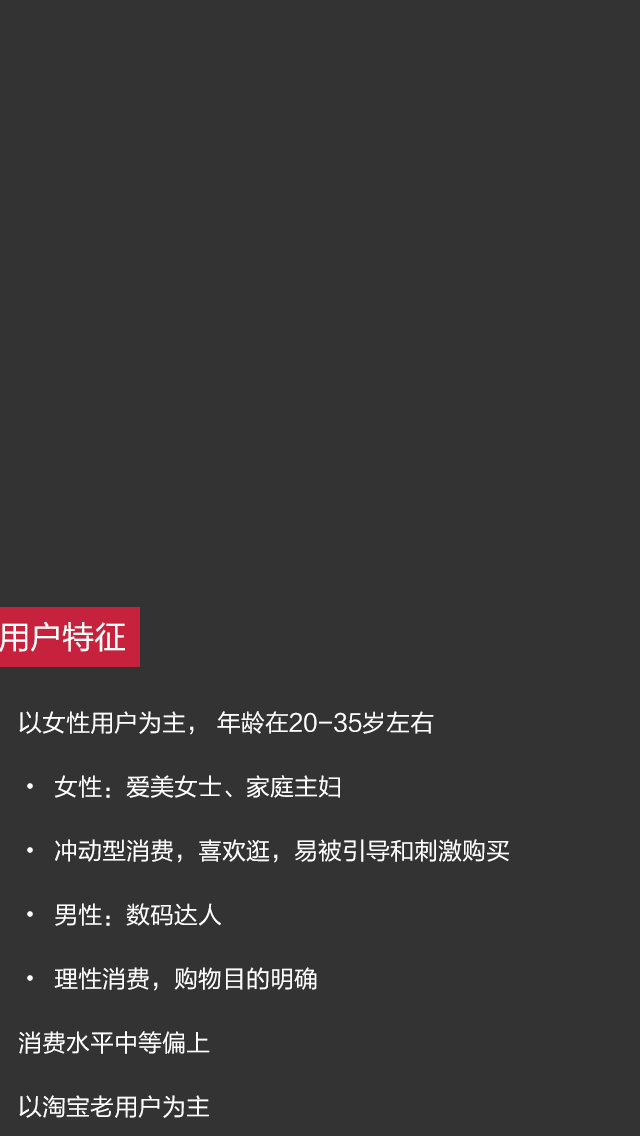 用户特征
以女性用户为主， 年龄在20-35岁左右
• 女性：爱美女士、家庭主妇
• 冲动型消费，喜欢逛，易被引导和刺激购买
• 男性：数码达人
• 理性消费，购物目的明确
消费水平中等偏上
以淘宝老用户为主